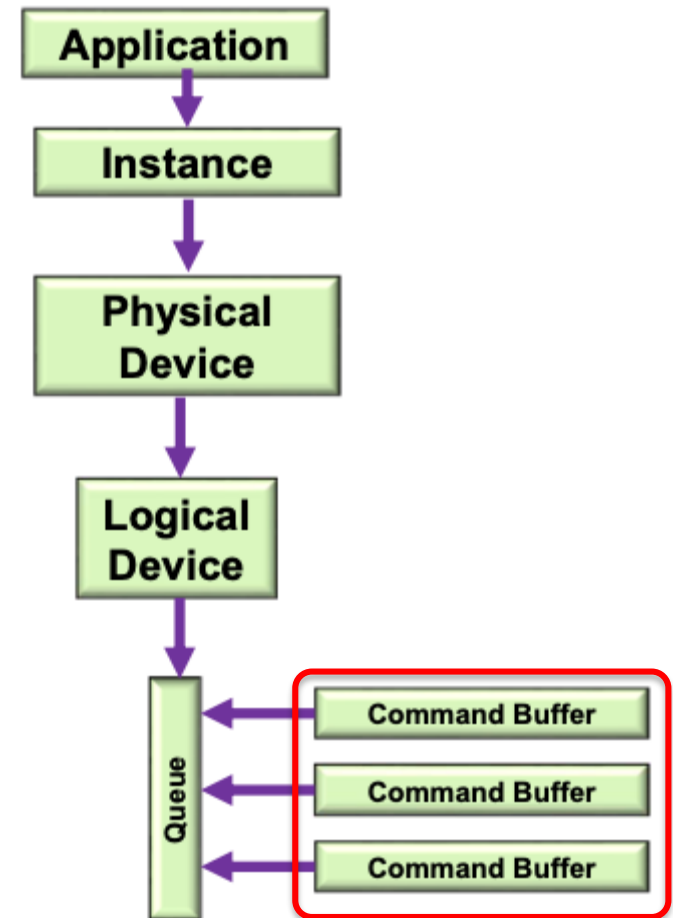 Application
Instance
Physical
Device
Logical
Device
Queue
Command Buffer
Command Buffer
Command Buffer